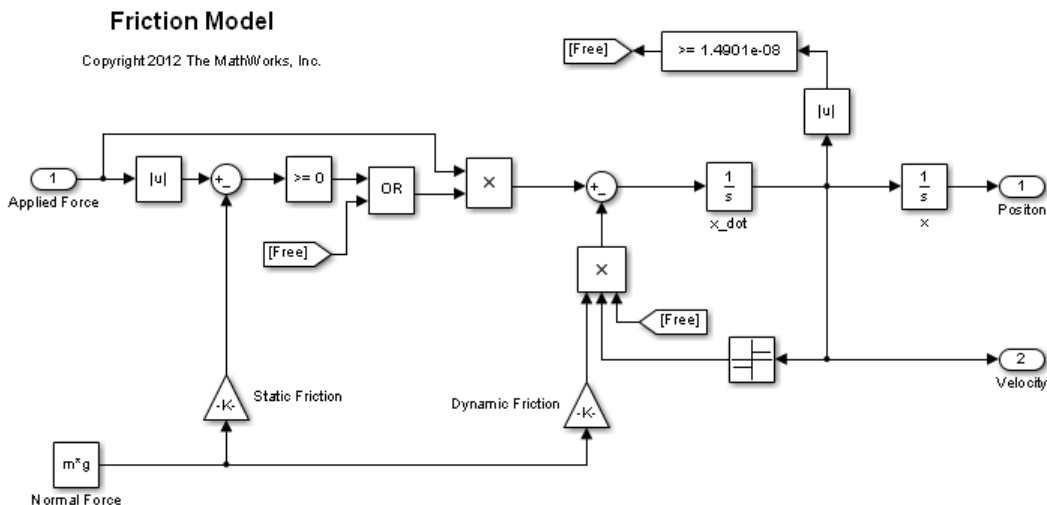 Friction Model
Copyright 2012 The MathWorks, Inc.
[Free]
>= 1.4901e-08
|u|
1
Applied Force
|u|
+
-
>= 0
OR
[Free]
×
+
-
1
s
x_dot
1
s
x
1
Positon
×
[Free]
2
Velocity
-K-
Static Friction
Dynamic Friction
-K-
m*g
Normal Force